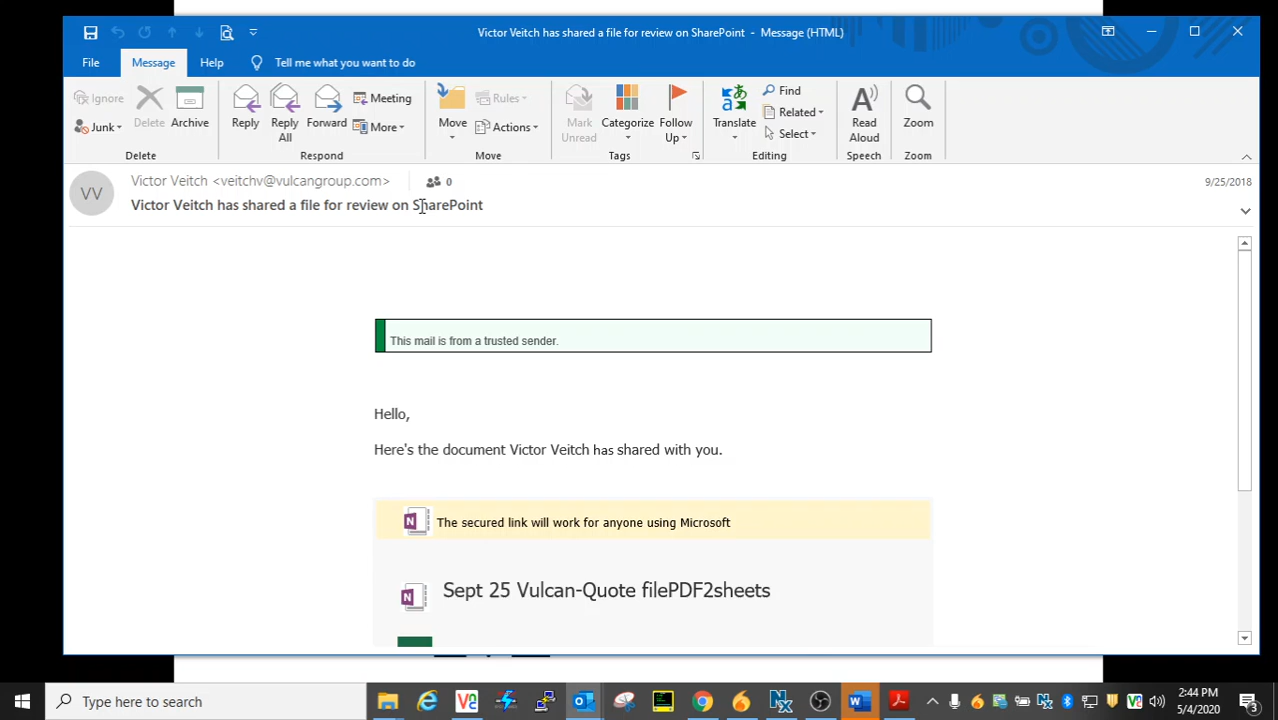 Victor Veitch has shared a file for review on SharePoint - Message (HTML)
File Message Help Tell me what you want to do
Ignore
Junk
Delete
Archive
Reply
Reply All
Forward
Meeting
More
Move
Rules
Actions
Mark Unread
Categorize
Follow Up
Translate
Find
Related
Select
Read Aloud
Zoom
Delete Respond Move Tags Editing Speech Zoom
VV
Victor Veitch <veitchv@vulcangroup.com> 0 9/25/2018
Victor Veitch has shared a file for review on SharePoint
This mail is from a trusted sender.
Hello,
Here's the document Victor Veitch has shared with you.
The secured link will work for anyone using Microsoft
Sept 25 Vulcan-Quote filePDF2sheets
Type here to search
2:44 PM
5/4/2020
3